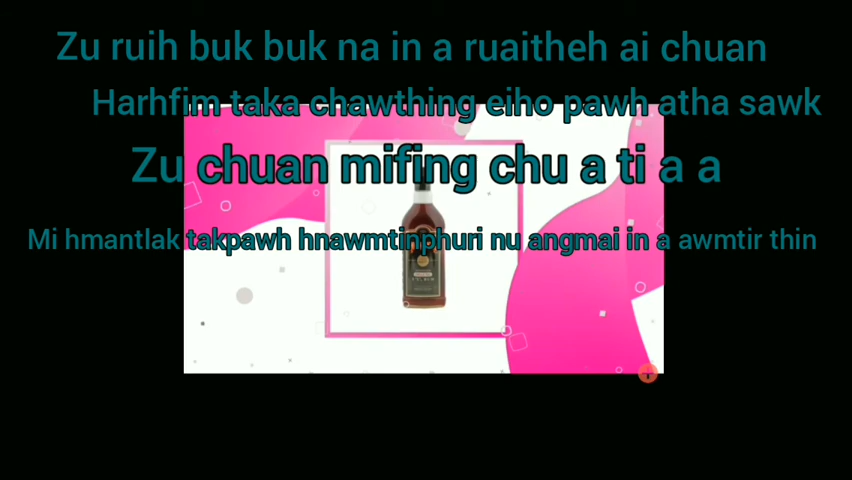 Zu ruih buk buk na in a ruaitheh ai chuan
Harhfim taka chawthing eiho pawh atha sawk
Zu chuan mifing chu a ti a a
Mi hmantlak takpawh hnawmtinphuri nu angmai in a awmtir thin